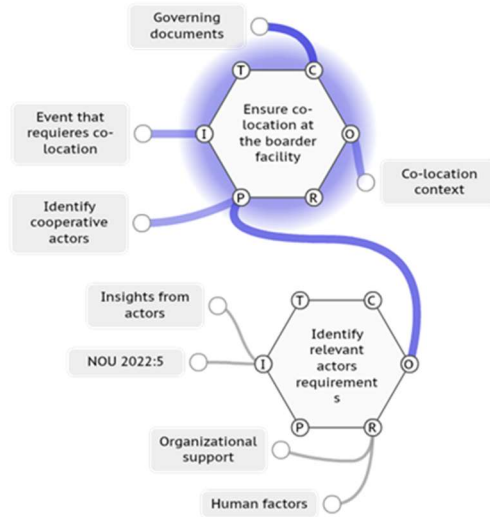 Governing
documents
T
C
Event that
requieres co-
location
I
Ensure co-
location at
the boarder
facility
O
Co-location
context
Identify
cooperative
actors
P
R
Insights from
actors
T
C
NOU 2022:5
I
Identify
relevant
actors
requirement
s
O
P
R
Organizational
support
Human factors